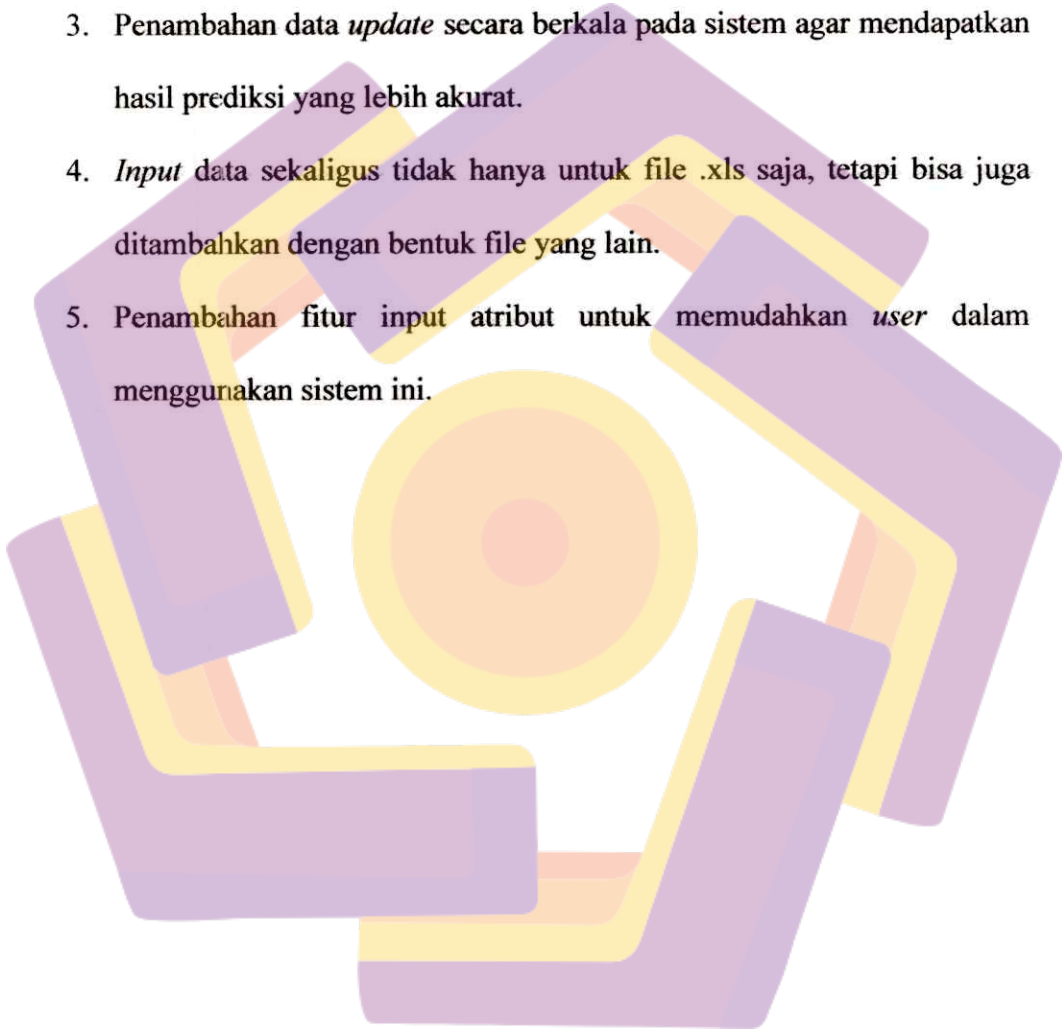 3. Penambahan data update secara berkala pada sistem agar mendapatkan
hasil prediksi yang lebih akurat.
4. Input data sekaligus tidak hanya untuk file .xls saja, tetapi bisa juga
ditambahkan dengan bentuk file yang lain.
5. Penambahan fitur input atribut untuk memudahkan user dalam
menggunakan sistem ini.